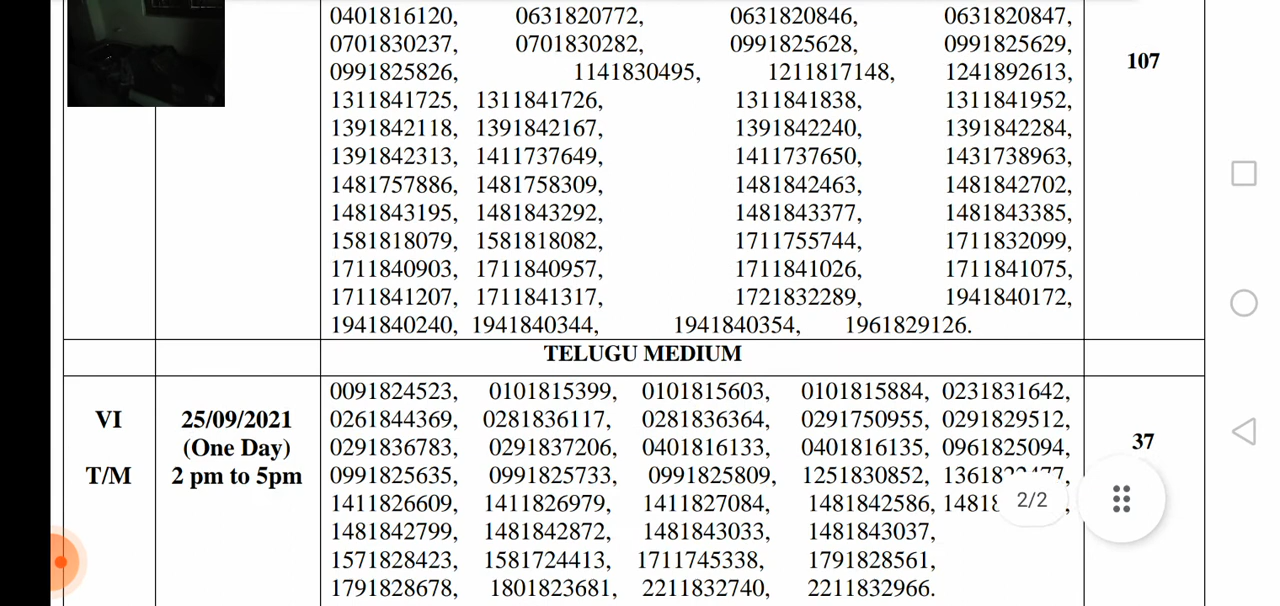 0401816120, 0631820772, 0631820846, 0631820847,
0701830237, 0701830282, 0991825628, 0991825629,
0991825826, 1141830495, 1211817148, 1241892613,
107
1311841725, 1311841726, 1311841838, 1311841952,
1391842118, 1391842167, 1391842240, 1391842284,
1391842313, 1411737649, 1411737650, 1431738963,
1481757886, 1481758309, 1481842463, 1481842702,
1481843195, 1481843292, 1481843377, 1481843385,
1581818079, 1581818082, 1711755744, 1711832099,
1711840903, 1711840957, 1711841026, 1711841075,
1711841207, 1711841317, 1721832289, 1941840172,
1941840240, 1941840344, 1941840354, 1961829126.
TELUGU MEDIUM
VI
T/M
25/09/2021
(One Day)
2 pm to 5pm
0091824523, 0101815399, 0101815603, 0101815884, 0231831642,
0261844369, 0281836117, 0281836364, 0291750955, 0291829512,
0291836783, 0291837206, 0401816133, 0401816135, 0961825094,
0991825635, 0991825733, 0991825809, 1251830852,
1411826609, 1411826979, 1411827084, 1481842586,
1481842799, 1481842872, 1481843033, 1481843037,
1571828423, 1581724413, 1711745338, 1791828561,
1791828678, 1801823681, 2211832740, 2211832966.
37
2/2